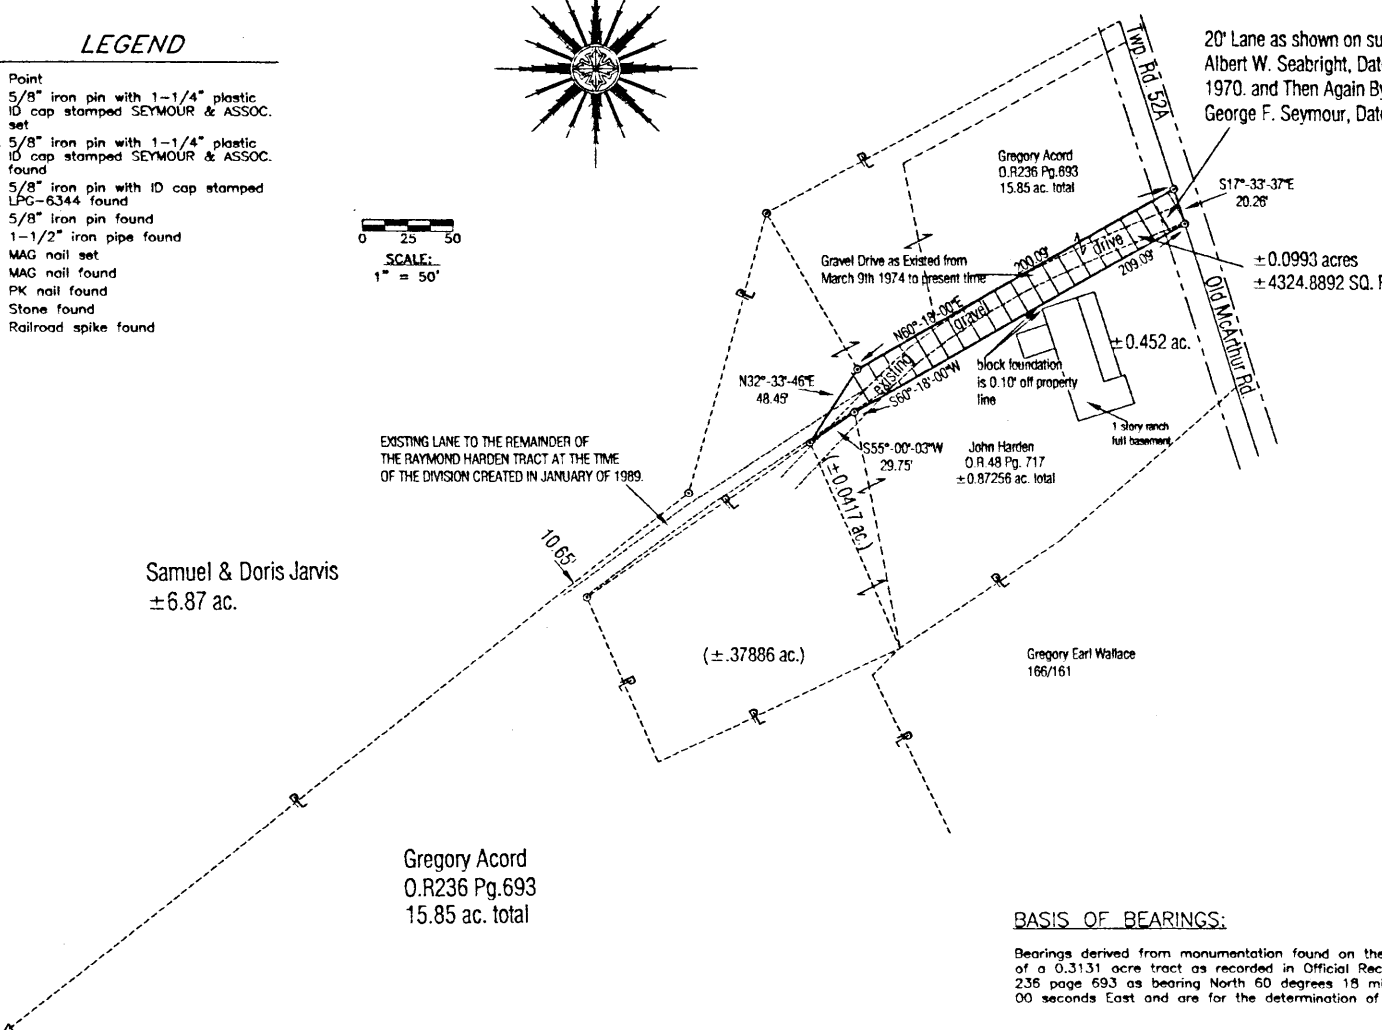 LEGEND
Point
5/8" iron pin with 1-1/4" plastic
ID cap stamped SEYMOUR & ASSOC.
set
5/8" iron pin with 1-1/4" plastic
ID cap stamped SEYMOUR & ASSOC.
found
5/8" iron pin with ID cap stamped
LPG-6344 found
5/8" iron pin found
1-1/2" iron pipe found
MAG nail set
MAG nail found
PK nail found
Stone found
Railroad spike found
0 25 50
SCALE:
1" = 50'
20' Lane as shown on su
Albert W. Seabright, Dat
1970. and Then Again By
George F. Seymour, Date
Twp. Rd. 52A
Gregory Acord
O.R236 Pg.693
15.85 ac. total
S17°-33'-37"E
20.26'
Gravel Drive as Existed from
March 9th 1974 to present time
200.09'
drive
209.09'
±0.0993 acres
±4324.8892 SQ. F
Old McArthur Rd.
N60°-18'-00"E
gravel
existing
S60°-18'-00"W
±0.452 ac.
block foundation
is 0.10' off property
line
N32°-33'-46"E
48.45'
1 story ranch
full basement
EXISTING LANE TO THE REMAINDER OF
THE RAYMOND HARDEN TRACT AT THE TIME
OF THE DIVISION CREATED IN JANUARY OF 1989.
S55°-00'-03"W
29.75'
John Harden
O.R.48 Pg. 717
±0.87256 ac. total
(±0.0417 ac.)
10.65'
Samuel & Doris Jarvis
±6.87 ac.
(±.37886 ac.)
Gregory Earl Wallace
166/161
Gregory Acord
O.R236 Pg.693
15.85 ac. total
BASIS OF BEARINGS:
Bearings derived from monumentation found on the
of a 0.3131 acre tract as recorded in Official Rec
236 page 693 as bearing North 60 degrees 18 mi
00 seconds East and are for the determination of